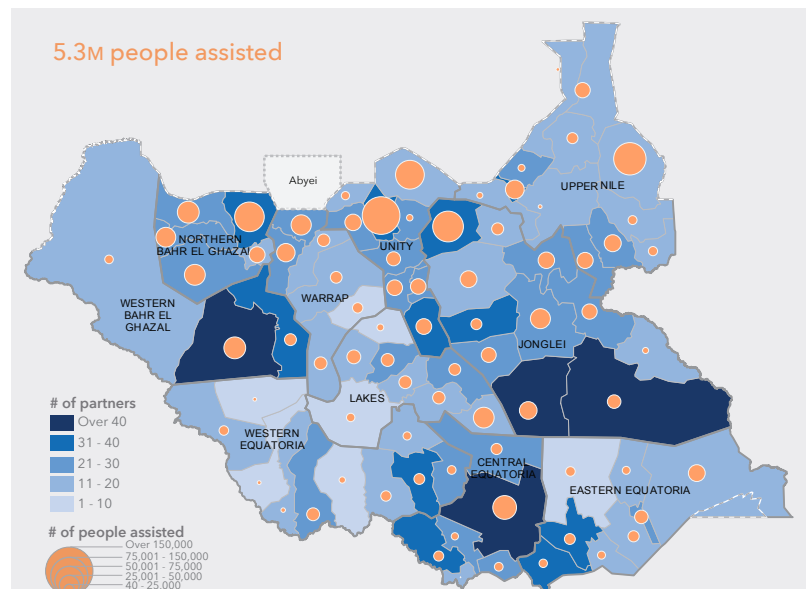 5.3M people assisted
Abyei
UPPER NILE
NORTHERN
BAHR EL GHAZAL
UNITY
WARRAP
WESTERN
BAHR EL
GHAZAL
JONGLEI
LAKES
# of partners
Over 40
31 - 40
21 - 30
11 - 20
1 - 10
WESTERN
EQUATORIA
CENTRAL
EQUATORIA
EASTERN EQUATORIA
# of people assisted
Over 150,000
75,001 - 150,000
50,001 - 75,000
25,001 - 50,000
40 - 25,000